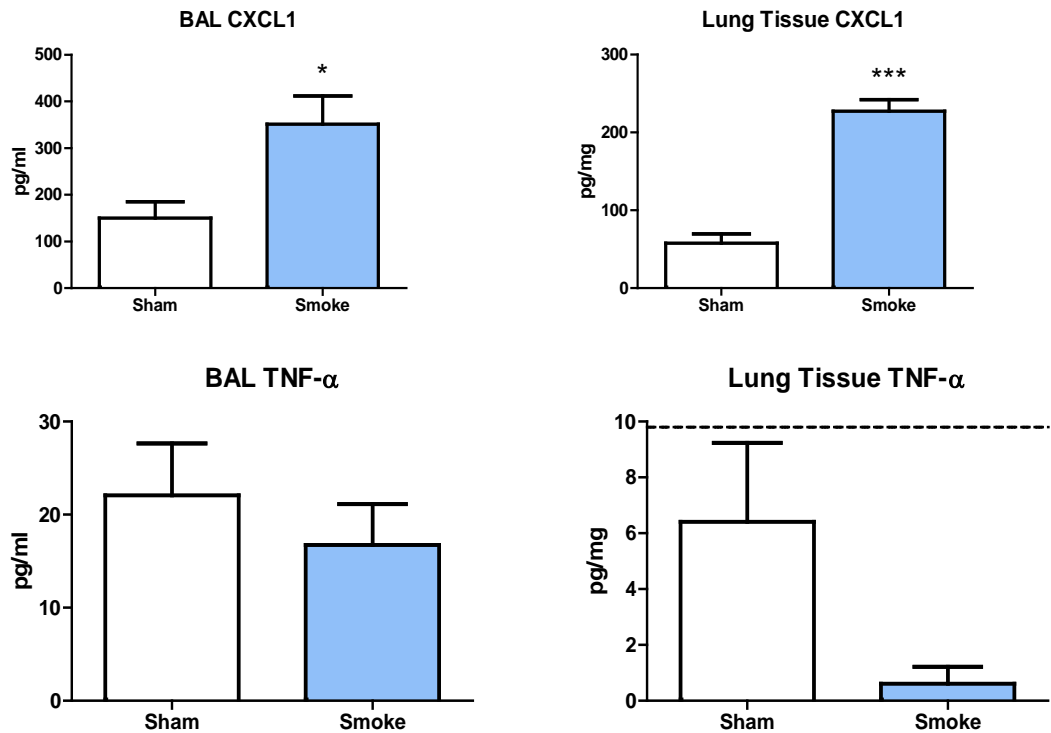 BAL CXCL1
500
400
300
200
100
0
pg/ml
*
Sham Smoke
Lung Tissue CXCL1
300
200
100
0
pg/mg
***
Sham Smoke
BAL TNF-α
30
20
10
0
pg/ml
Sham Smoke
Lung Tissue TNF-α
10
8
6
4
2
0
pg/mg
Sham Smoke